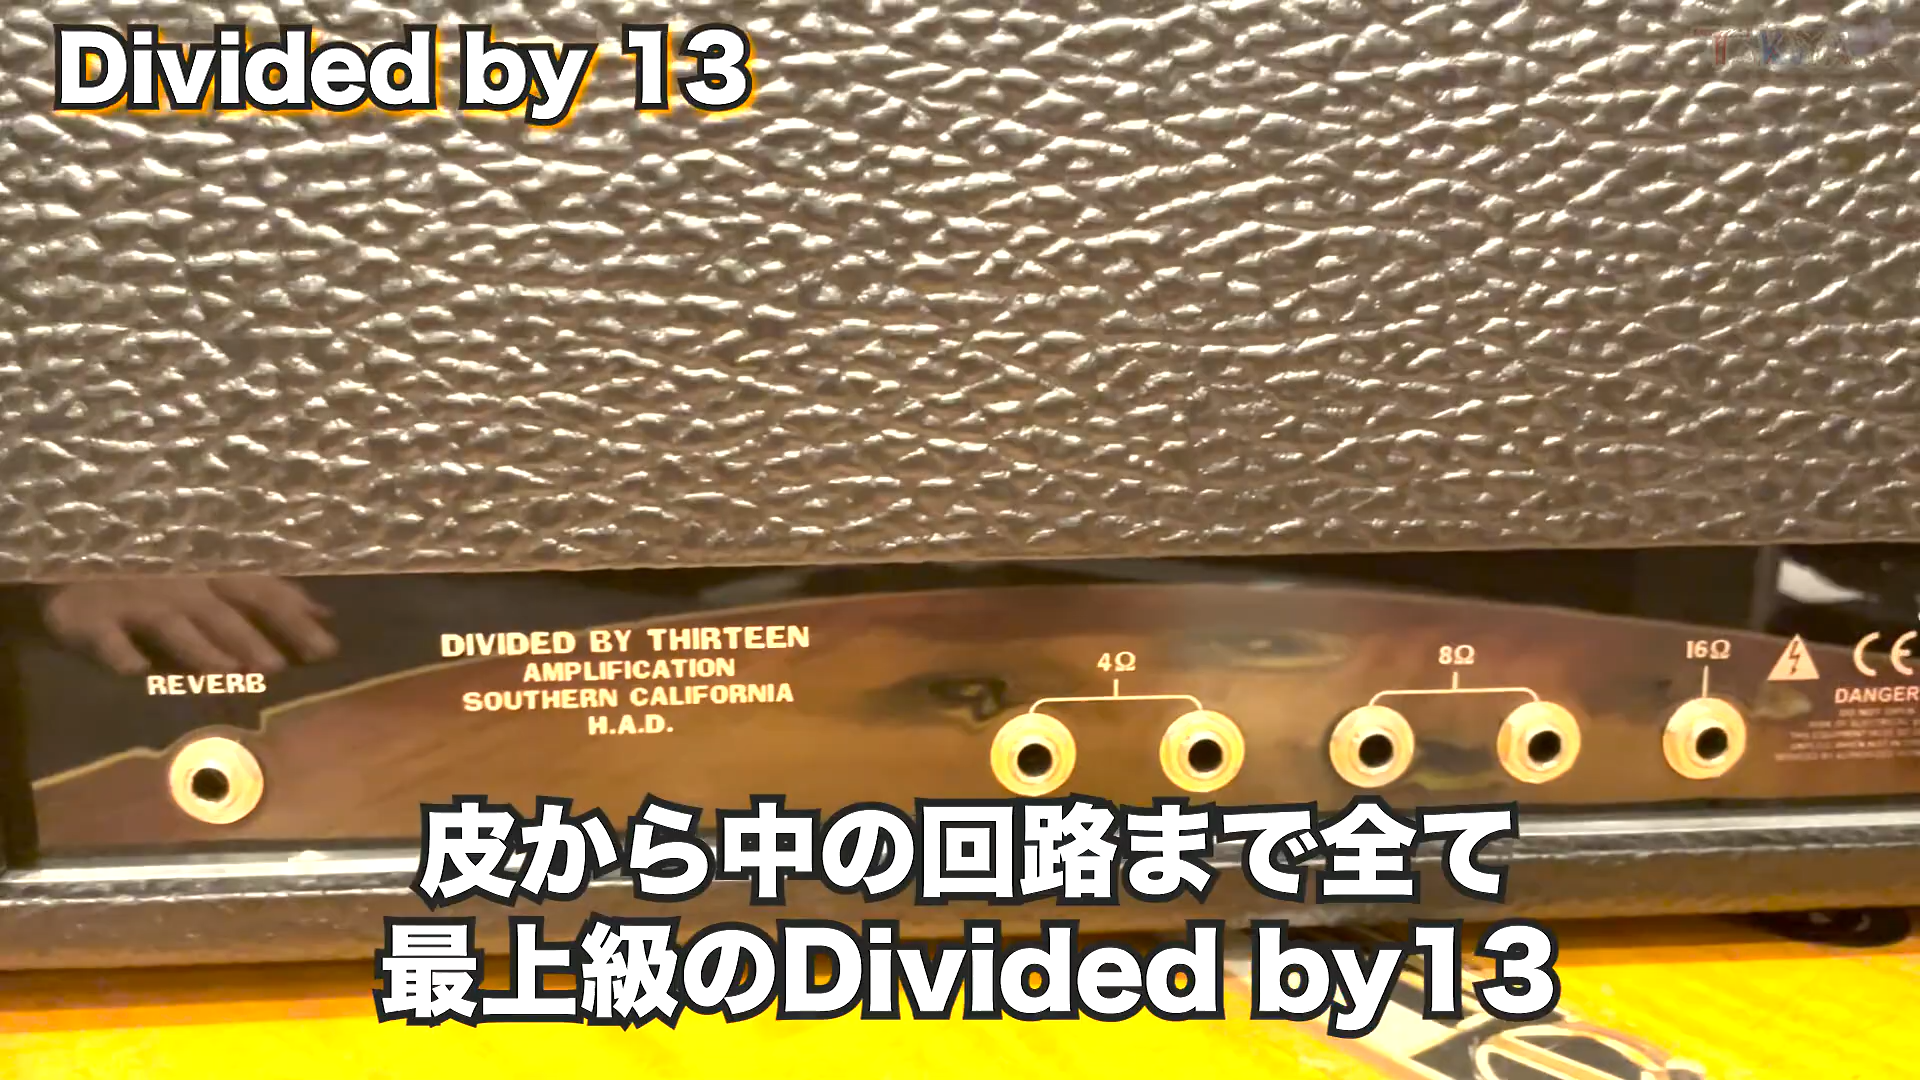 Divided by 13
REVERB
DIVIDED BY THIRTEEN
AMPLIFICATION
SOUTHERN CALIFORNIA
H.A.D.
4Ω
8Ω
16Ω
CE
DANGER
皮から中の回路まで全て
最上級のDivided by13